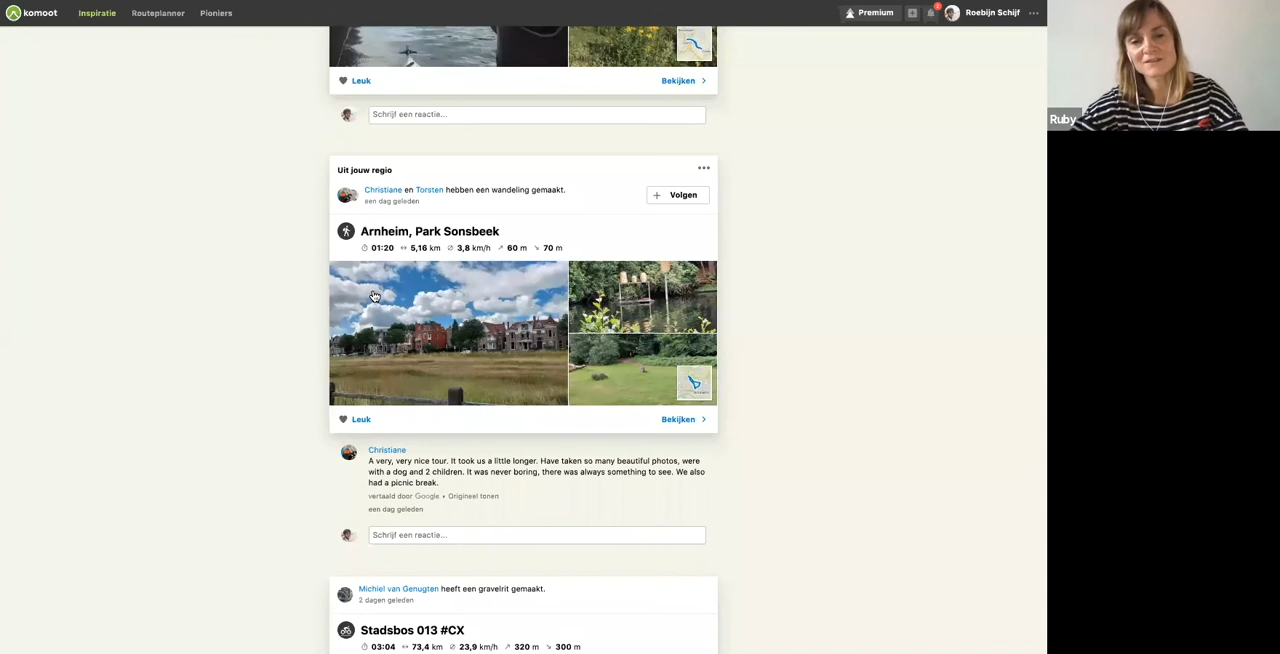 komoot Inspiratie Routeplanner Pioniers Premium 2 Roebijn Schijf
Leuk Bekijken
Schrijf een reactie...
Ruby
Uit jouw regio
Christiane en Torsten hebben een wandeling gemaakt.
een dag geleden
+ Volgen
Arnheim, Park Sonsbeek
01:20 5,16 km 3,8 km/h 60 m 70 m
Leuk Bekijken
Christiane
A very, very nice tour. It took us a little longer. Have taken so many beautiful photos, were
with a dog and 2 children. It was never boring, there was always something to see. We also
had a picnic break.
vertaald door Google • Origineel tonen
een dag geleden
Schrijf een reactie...
Michiel van Genugten heeft een gravelrit gemaakt.
2 dagen geleden
Stadsbos 013 #CX
03:04 73,4 km 23,9 km/h 320 m 300 m